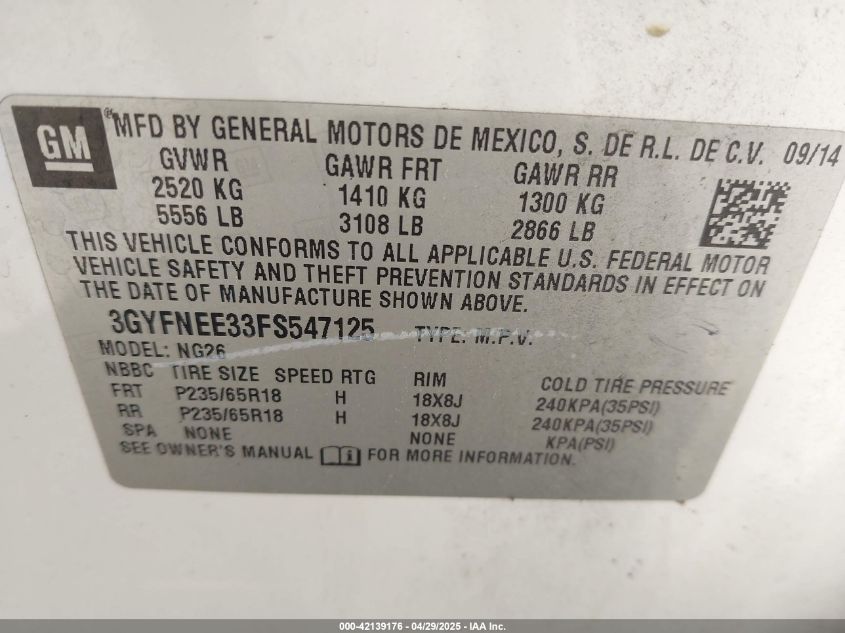 GM® MFD BY GENERAL MOTORS DE MEXICO, S. DE R.L. DE C.V. 09/14
GVWR GAWR FRT GAWR RR
2520 KG 1410 KG 1300 KG
5556 LB 3108 LB 2866 LB
THIS VEHICLE CONFORMS TO ALL APPLICABLE U.S. FEDERAL MOTOR
VEHICLE SAFETY AND THEFT PREVENTION STANDARDS IN EFFECT ON
THE DATE OF MANUFACTURE SHOWN ABOVE.
3GYFNEE33FS547125 TYPE: M.P.V.
MODEL: NG26
NBBC TIRE SIZE SPEED RTG RIM COLD TIRE PRESSURE
FRT P235/65R18 H 18X8J 240KPA(35PSI)
RR P235/65R18 H 18X8J 240KPA(35PSI)
SPA NONE NONE KPA(PSI)
SEE OWNER'S MANUAL i FOR MORE INFORMATION.
000-42139176 - 04/29/2025 - IAA Inc.